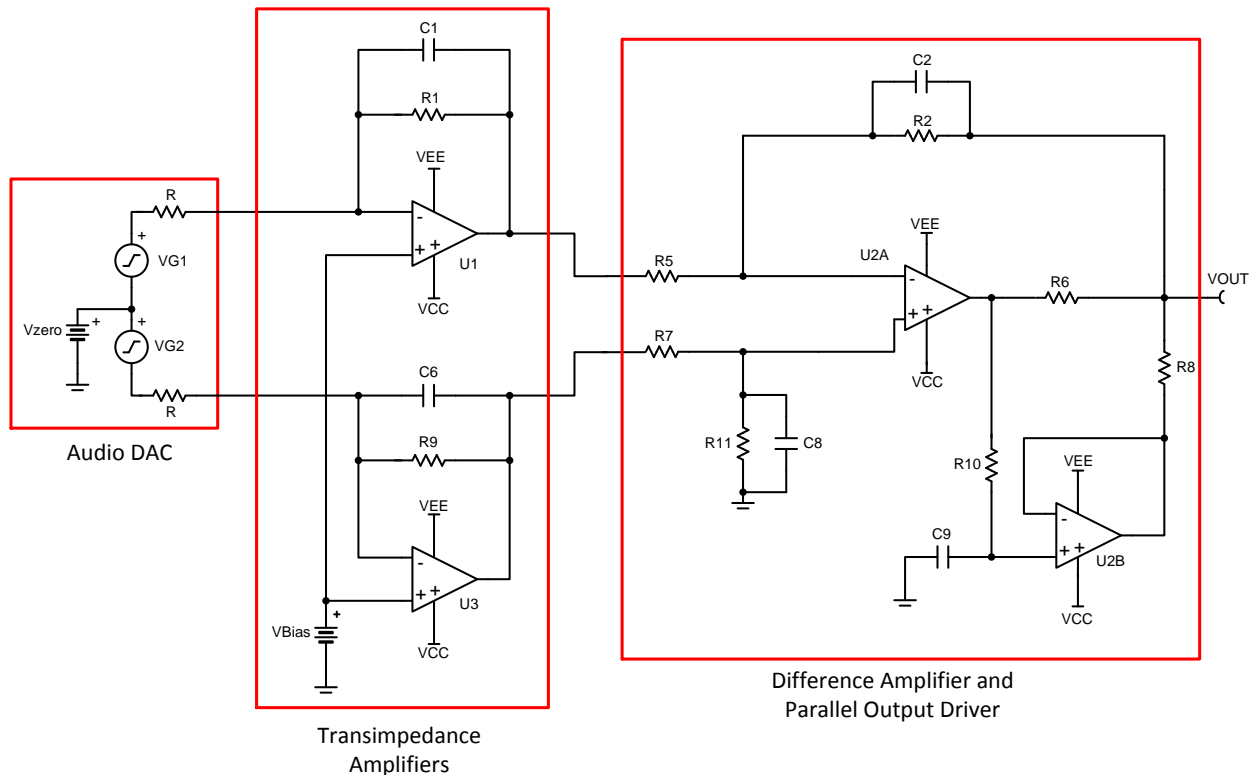 C1
R1
VEE
-
+ +
U1
VCC
R
+
VG1
Vzero
+
+
VG2
R
Audio DAC
C6
R9
VEE
-
+ +
U3
VCC
VBias
+
Transimpedance
Amplifiers
C2
R2
R5
U2A
VEE
-
+ +
VCC
R6
VOUT
R7
R8
R11
C8
R10
C9
VEE
-
+ +
U2B
VCC
Difference Amplifier and
Parallel Output Driver